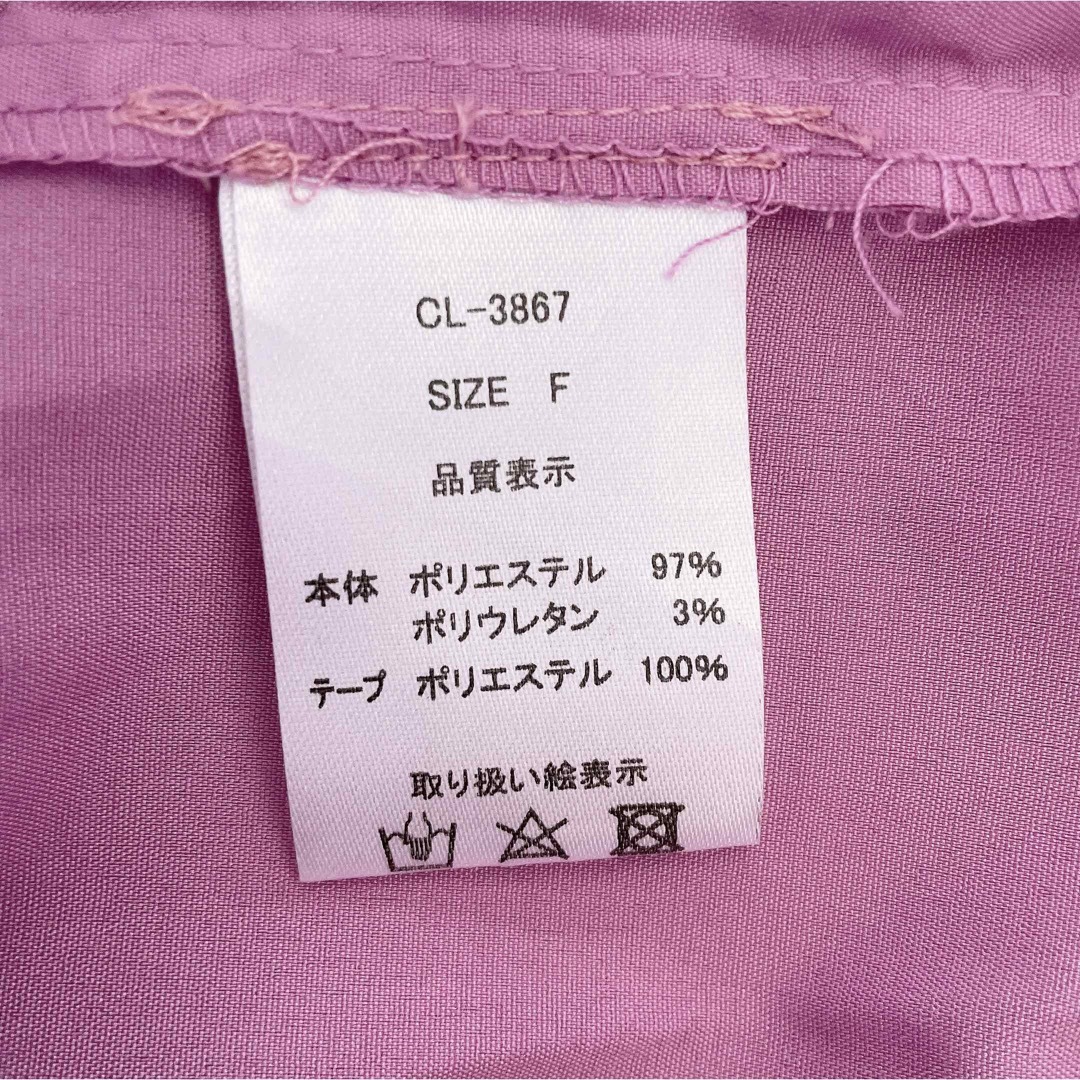 CL-3867
SIZE F
品質表示
本体 ポリエステル 97%
ポリウレタン 3%
テープ ポリエステル 100%
取り扱い絵表示